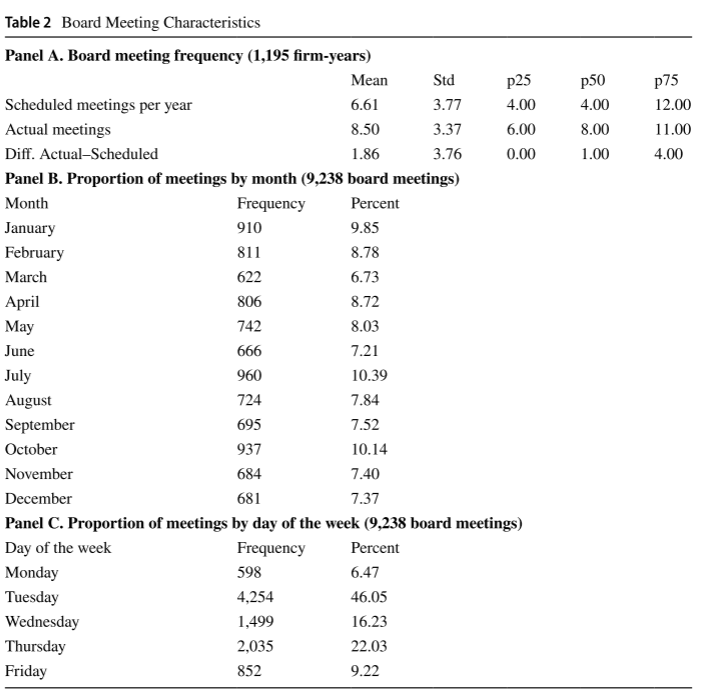 Table 2 Board Meeting Characteristics
Panel A. Board meeting frequency (1,195 firm-years)
Mean Std p25 p50 p75
Scheduled meetings per year 6.61 3.77 4.00 4.00 12.00
Actual meetings 8.50 3.37 6.00 8.00 11.00
Diff. Actual–Scheduled 1.86 3.76 0.00 1.00 4.00
Panel B. Proportion of meetings by month (9,238 board meetings)
Month Frequency Percent
January 910 9.85
February 811 8.78
March 622 6.73
April 806 8.72
May 742 8.03
June 666 7.21
July 960 10.39
August 724 7.84
September 695 7.52
October 937 10.14
November 684 7.40
December 681 7.37
Panel C. Proportion of meetings by day of the week (9,238 board meetings)
Day of the week Frequency Percent
Monday 598 6.47
Tuesday 4,254 46.05
Wednesday 1,499 16.23
Thursday 2,035 22.03
Friday 852 9.22